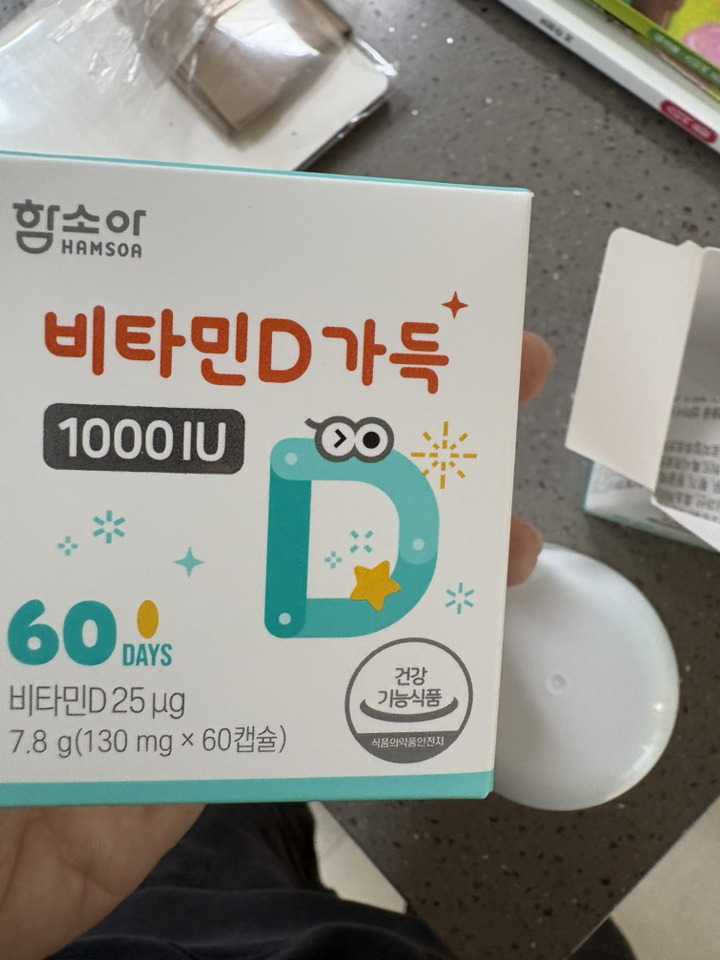 함소아
HAMSOA
비타민D 가득
1000 IU
60 DAYS
비타민D 25 μg
7.8 g(130 mg × 60캡슐)
건강
기능식품
식품의약품안전처